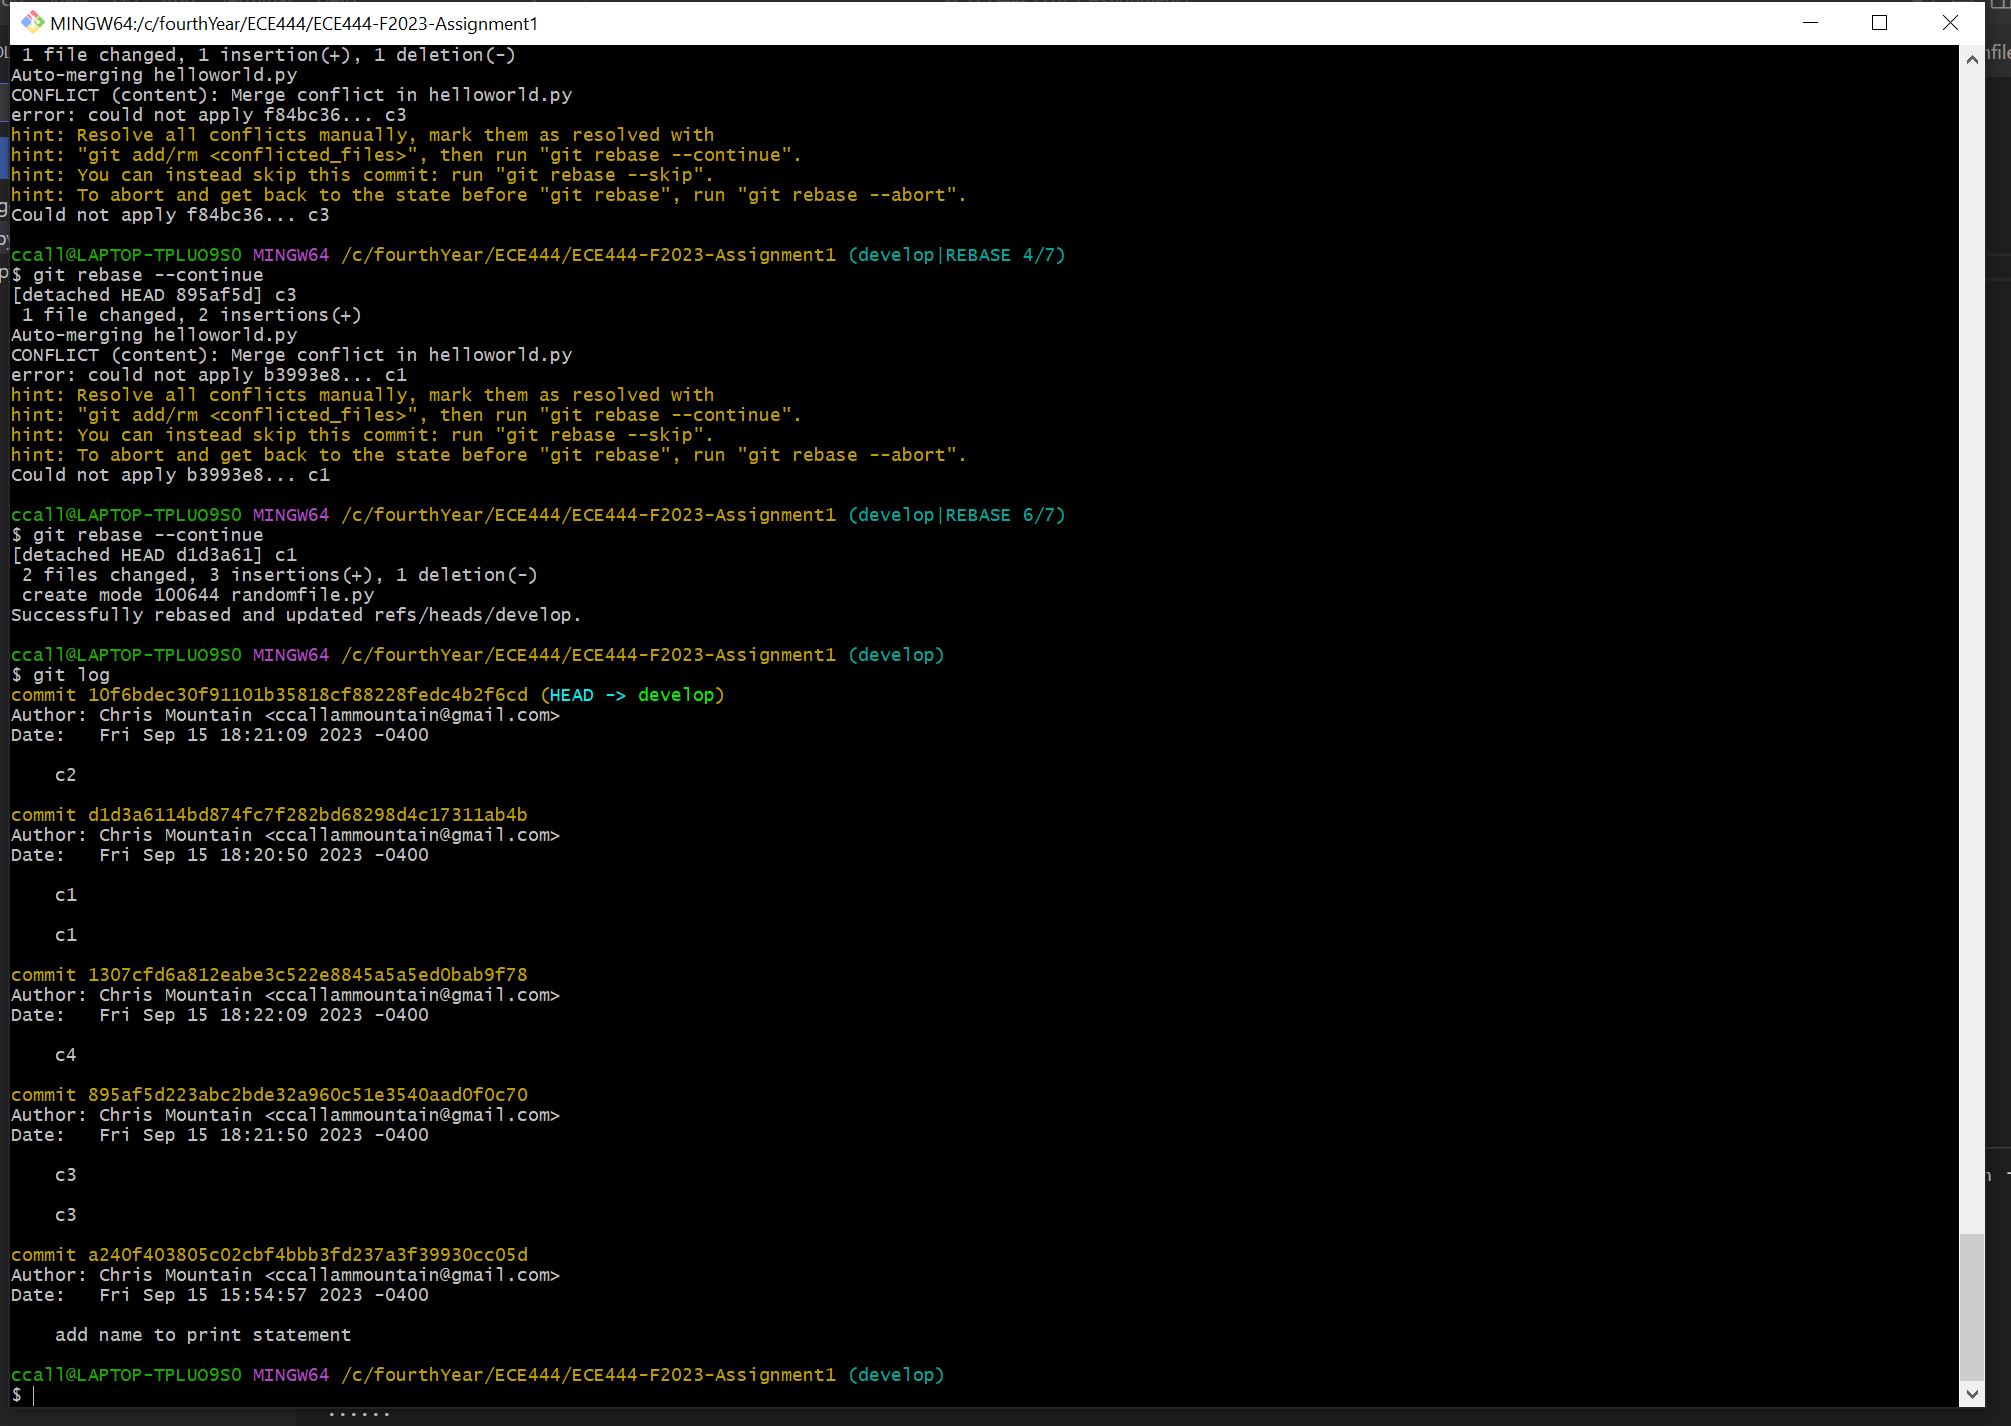 MINGW64:/c/fourthYear/ECE444/ECE444-F2023-Assignment1
 1 file changed, 1 insertion(+), 1 deletion(-)
Auto-merging helloworld.py
CONFLICT (content): Merge conflict in helloworld.py
error: could not apply f84bc36... c3
hint: Resolve all conflicts manually, mark them as resolved with
hint: "git add/rm <conflicted_files>", then run "git rebase --continue".
hint: You can instead skip this commit: run "git rebase --skip".
hint: To abort and get back to the state before "git rebase", run "git rebase --abort".
Could not apply f84bc36... c3
ccall@LAPTOP-TPLUO9S0 MINGW64 /c/fourthYear/ECE444/ECE444-F2023-Assignment1 (develop|REBASE 4/7)
$ git rebase --continue
[detached HEAD 895af5d] c3
 1 file changed, 2 insertions(+)
Auto-merging helloworld.py
CONFLICT (content): Merge conflict in helloworld.py
error: could not apply b3993e8... c1
hint: Resolve all conflicts manually, mark them as resolved with
hint: "git add/rm <conflicted_files>", then run "git rebase --continue".
hint: You can instead skip this commit: run "git rebase --skip".
hint: To abort and get back to the state before "git rebase", run "git rebase --abort".
Could not apply b3993e8... c1
ccall@LAPTOP-TPLUO9S0 MINGW64 /c/fourthYear/ECE444/ECE444-F2023-Assignment1 (develop|REBASE 6/7)
$ git rebase --continue
[detached HEAD d1d3a61] c1
 2 files changed, 3 insertions(+), 1 deletion(-)
 create mode 100644 randomfile.py
Successfully rebased and updated refs/heads/develop.
ccall@LAPTOP-TPLUO9S0 MINGW64 /c/fourthYear/ECE444/ECE444-F2023-Assignment1 (develop)
$ git log
commit 10f6bdec30f91101b35818cf88228fedc4b2f6cd (HEAD -> develop)
Author: Chris Mountain <ccallammountain@gmail.com>
Date:   Fri Sep 15 18:21:09 2023 -0400
    c2
commit d1d3a6114bd874fc7f282bd68298d4c17311ab4b
Author: Chris Mountain <ccallammountain@gmail.com>
Date:   Fri Sep 15 18:20:50 2023 -0400
    c1
    c1
commit 1307cfd6a812eabe3c522e8845a5a5ed0bab9f78
Author: Chris Mountain <ccallammountain@gmail.com>
Date:   Fri Sep 15 18:22:09 2023 -0400
    c4
commit 895af5d223abc2bde32a960c51e3540aad0f0c70
Author: Chris Mountain <ccallammountain@gmail.com>
Date:   Fri Sep 15 18:21:50 2023 -0400
    c3
    c3
commit a240f403805c02cbf4bbb3fd237a3f39930cc05d
Author: Chris Mountain <ccallammountain@gmail.com>
Date:   Fri Sep 15 15:54:57 2023 -0400
    add name to print statement
ccall@LAPTOP-TPLUO9S0 MINGW64 /c/fourthYear/ECE444/ECE444-F2023-Assignment1 (develop)
$